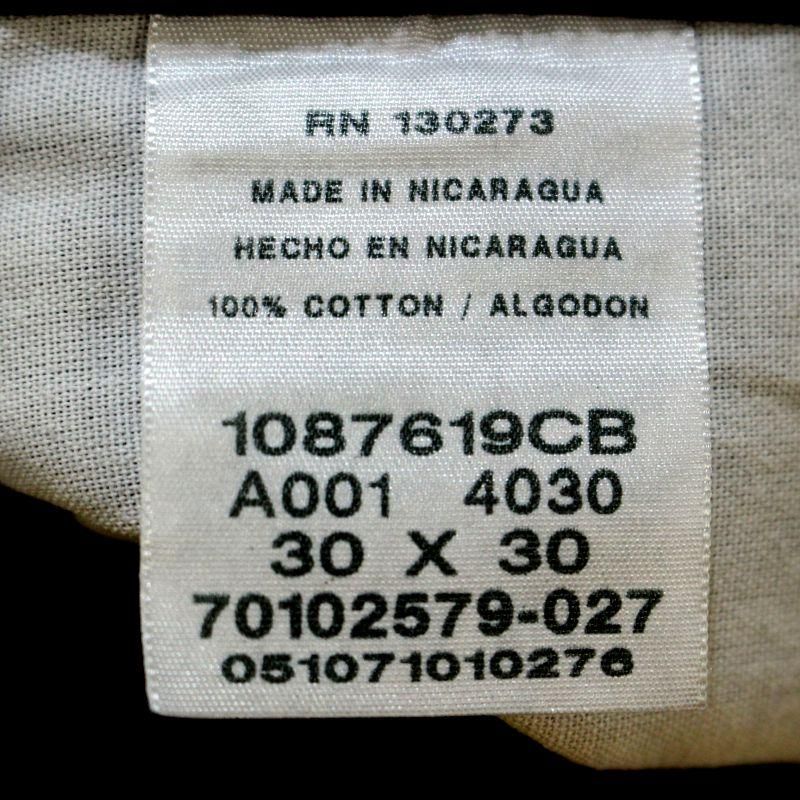 RN 130273
MADE IN NICARAGUA
HECHO EN NICARAGUA
100% COTTON / ALGODON
1087619CB
A001 4030
30 X 30
70102579-027
051071010276